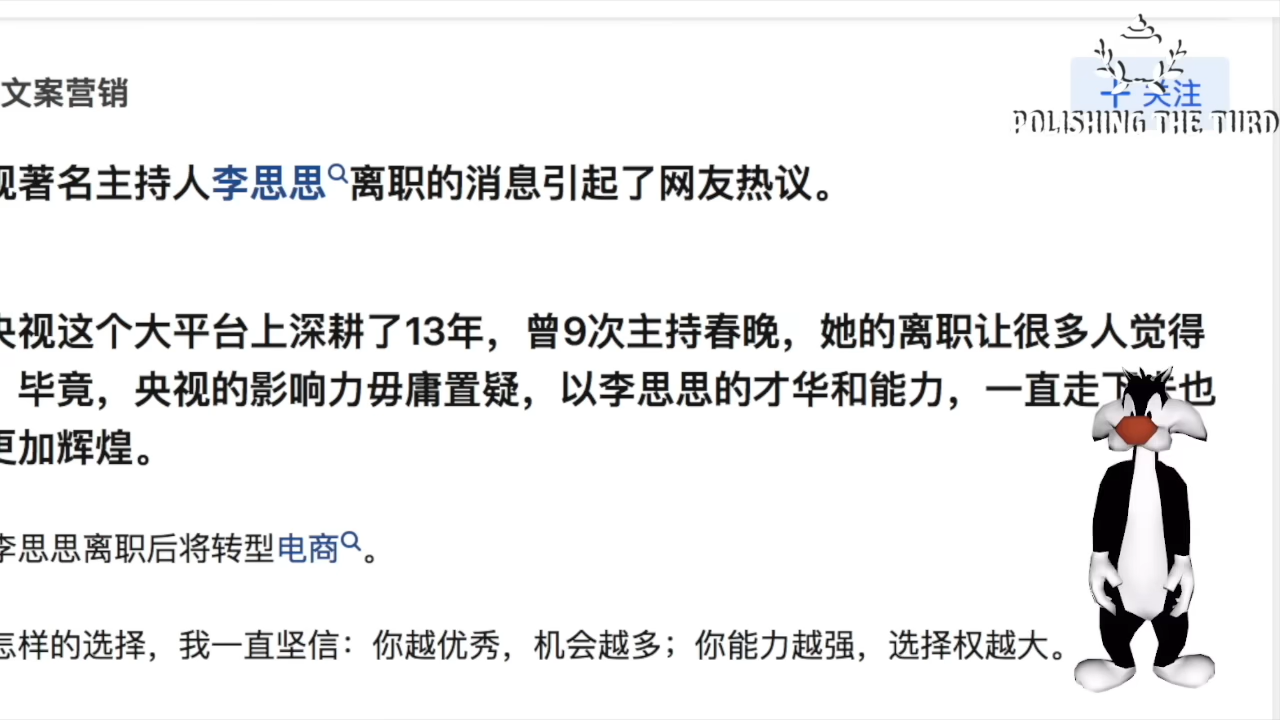 文案营销
关注
POLISHING THE TURD
视著名主持人李思思离职的消息引起了网友热议。
央视这个大平台上深耕了13年，曾9次主持春晚，她的离职让很多人觉得
毕竟，央视的影响力毋庸置疑，以李思思的才华和能力，一直走下去也
更加辉煌。
李思思离职后将转型电商。
怎样的选择，我一直坚信：你越优秀，机会越多；你能力越强，选择权越大。